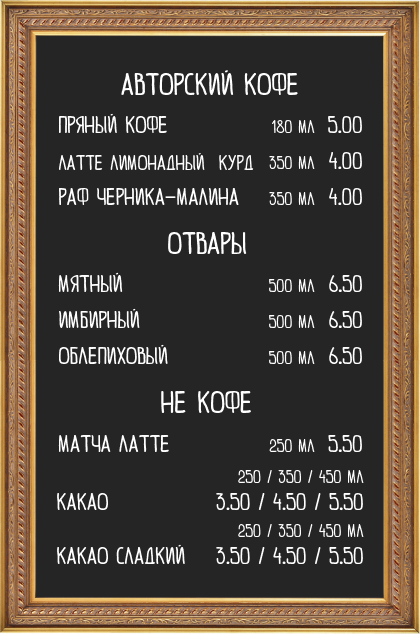 АВТОРСКИЙ КОФЕ
ПРЯНЫЙ КОФЕ 180 МЛ 5.00
ЛАТТЕ ЛИМОНАДНЫЙ КУРД 350 МЛ 4.00
РАФ ЧЕРНИКА-МАЛИНА 350 МЛ 4.00
ОТВАРЫ
МЯТНЫЙ 500 МЛ 6.50
ИМБИРНЫЙ 500 МЛ 6.50
ОБЛЕПИХОВЫЙ 500 МЛ 6.50
НЕ КОФЕ
МАТЧА ЛАТТЕ 250 МЛ 5.50
250 / 350 / 450 МЛ
КАКАО 3.50 / 4.50 / 5.50
250 / 350 / 450 МЛ
КАКАО СЛАДКИЙ 3.50 / 4.50 / 5.50